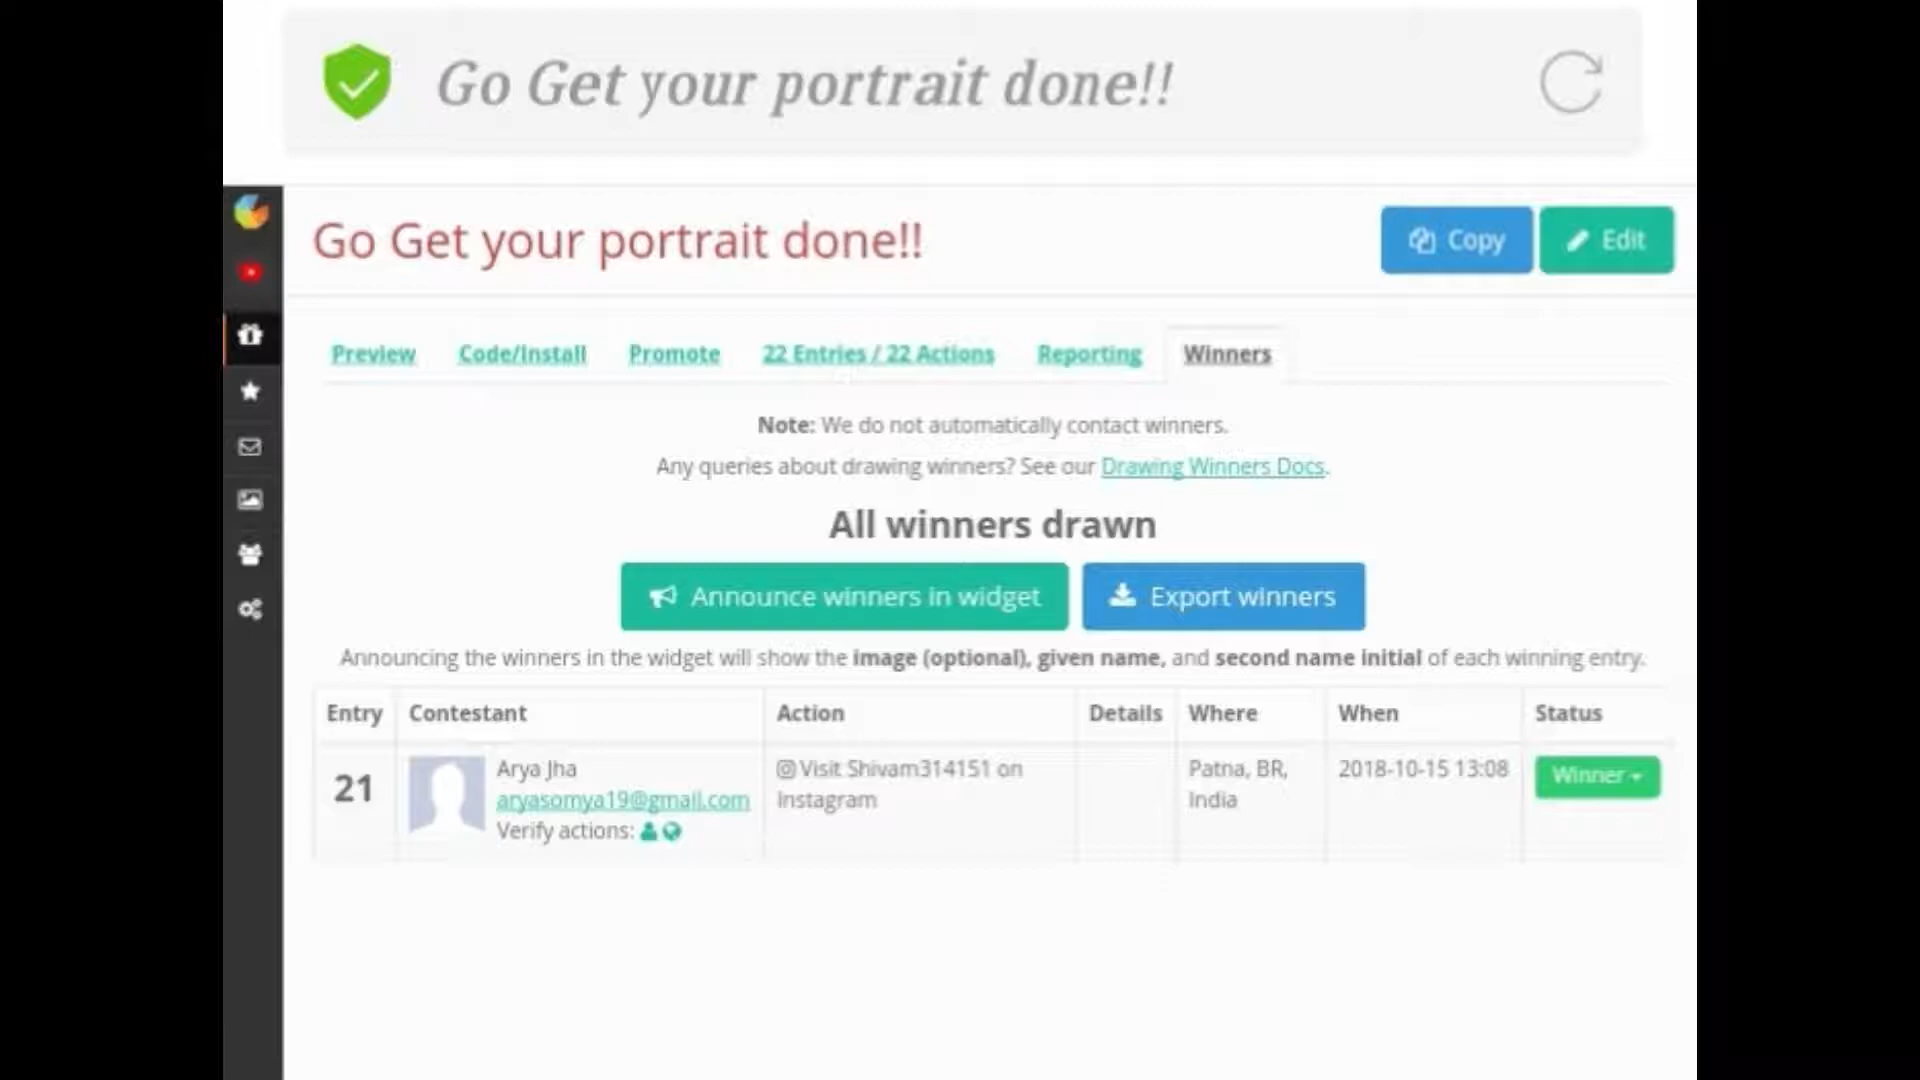 Go Get your portrait done!!
Go Get your portrait done!!
Copy
Edit
Preview
Code/Install
Promote
22 Entries / 22 Actions
Reporting
Winners
Note: We do not automatically contact winners.
Any queries about drawing winners? See our Drawing Winners Docs.
All winners drawn
Announce winners in widget
Export winners
Announcing the winners in the widget will show the image (optional), given name, and second name initial of each winning entry.
Entry Contestant Action Details Where When Status
21
Arya Jha
aryasomya19@gmail.com
Verify actions:
Visit Shivam314151 on
Instagram
Patna, BR,
India
2018-10-15 13:08
Winner